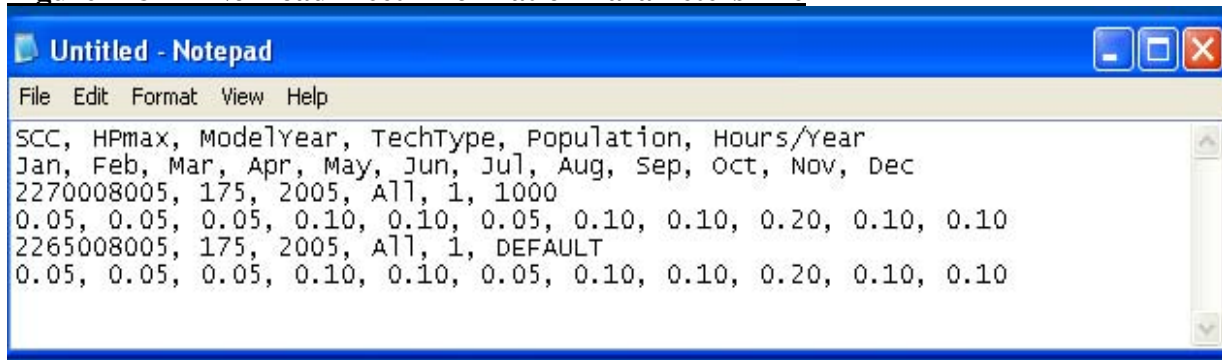 Untitled - Notepad
File Edit Format View Help
SCC, HPmax, ModelYear, TechType, Population, Hours/Year
Jan, Feb, Mar, Apr, May, Jun, Jul, Aug, Sep, Oct, Nov, Dec
2270008005, 175, 2005, All, 1, 1000
0.05, 0.05, 0.05, 0.10, 0.10, 0.05, 0.10, 0.10, 0.20, 0.10, 0.10
2265008005, 175, 2005, All, 1, DEFAULT
0.05, 0.05, 0.05, 0.10, 0.10, 0.05, 0.10, 0.10, 0.20, 0.10, 0.10